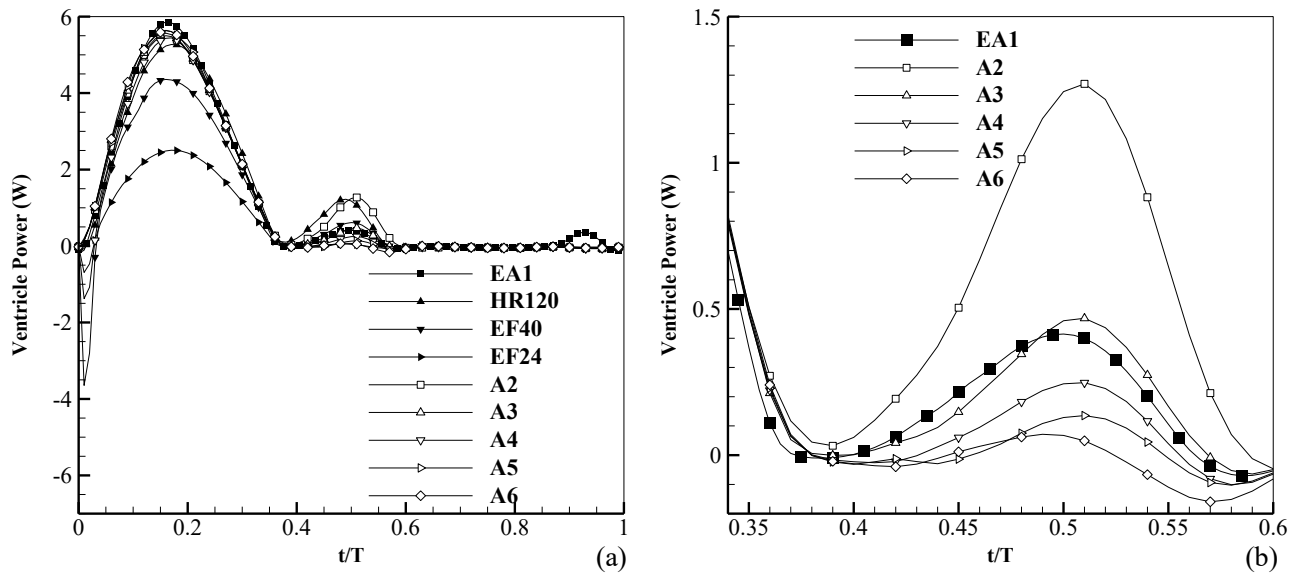 6
4
2
0
-2
-4
-6
Ventricle Power (W)
0
0.2
0.4
0.6
0.8
1
t/T
EA1
HR120
EF40
EF24
A2
A3
A4
A5
A6
(a)
1.5
1
0.5
0
Ventricle Power (W)
0.35
0.4
0.45
0.5
0.55
0.6
t/T
EA1
A2
A3
A4
A5
A6
(b)